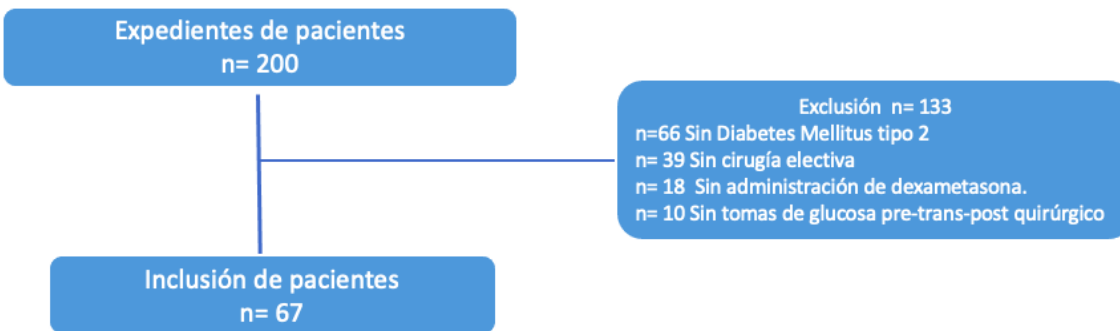 Expedientes de pacientes
n= 200
Exclusión n= 133
n=66 Sin Diabetes Mellitus tipo 2
n= 39 Sin cirugía electiva
n= 18 Sin administración de dexametasona.
n= 10 Sin tomas de glucosa pre-trans-post quirúrgico
Inclusión de pacientes
n= 67